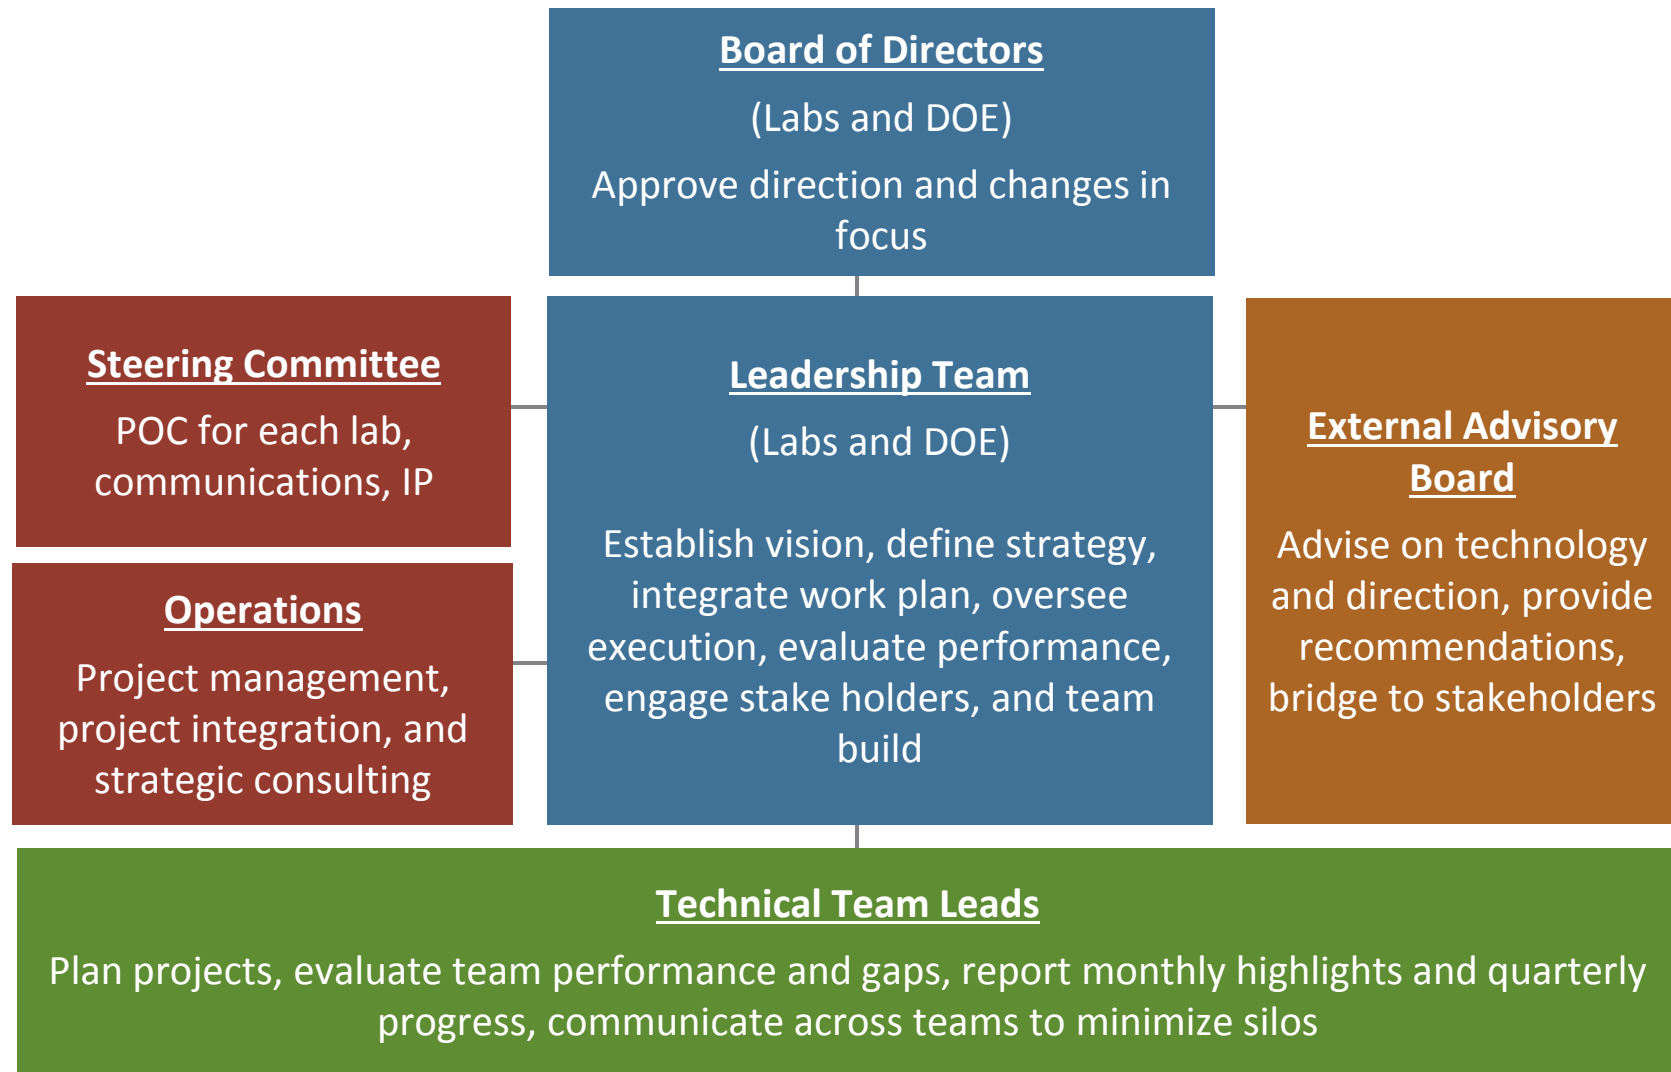 Board of Directors
(Labs and DOE)
Approve direction and changes in
focus
Steering Committee
POC for each lab,
communications, IP
Operations
Project management,
project integration, and
strategic consulting
Leadership Team
(Labs and DOE)
Establish vision, define strategy,
integrate work plan, oversee
execution, evaluate performance,
engage stake holders, and team
build
External Advisory
Board
Advise on technology
and direction, provide
recommendations,
bridge to stakeholders
Technical Team Leads
Plan projects, evaluate team performance and gaps, report monthly highlights and quarterly
progress, communicate across teams to minimize silos